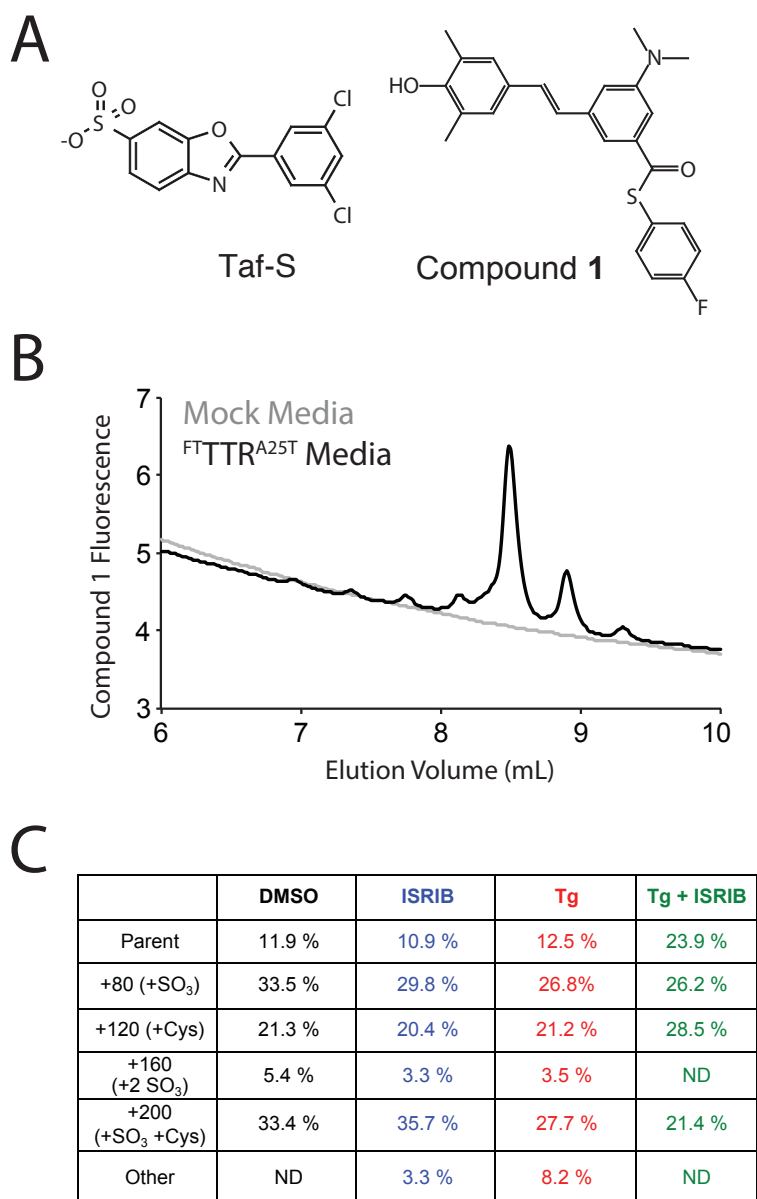 A
O
O
S
-O
O
N
Cl
Cl
Taf-S
HO
N
O
S
F
Compound 1
B
Compound 1 Fluorescence
7
6
5
4
3
Mock Media
FTTTRA25T Media
6 7 8 9 10
Elution Volume (mL)
C
DMSO ISRIB Tg Tg + ISRIB
Parent 11.9 % 10.9 % 12.5 % 23.9 %
+80 (+SO3) 33.5 % 29.8 % 26.8% 26.2 %
+120 (+Cys) 21.3 % 20.4 % 21.2 % 28.5 %
+160
(+2 SO3) 5.4 % 3.3 % 3.5 % ND
+200
(+SO3 +Cys) 33.4 % 35.7 % 27.7 % 21.4 %
Other ND 3.3 % 8.2 % ND